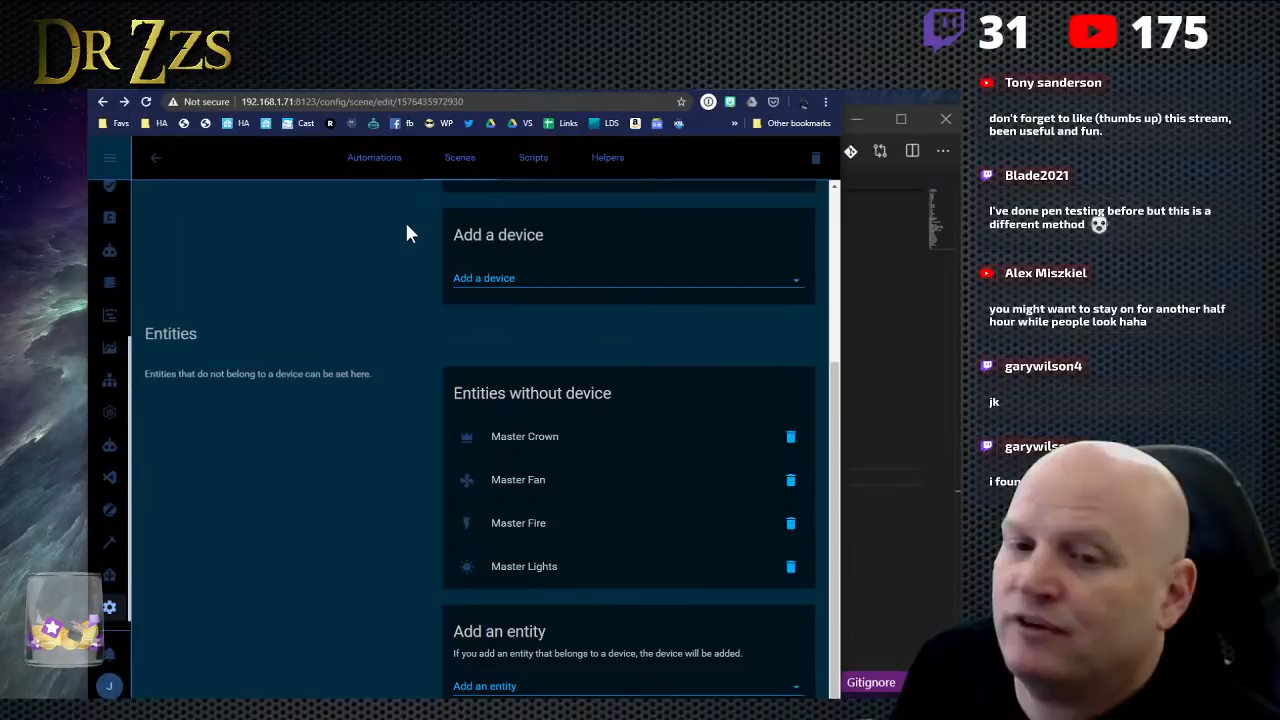 DR ZZS
31
175
Not secure
192.168.1.71:8123/config/scene/edit/1576435972930
Favs
HA
HA
Cast
fb
WP
VS
Links
LDS
»
Other bookmarks
Automations
Scenes
Scripts
Helpers
Add a device
Add a device
Entities
Entities that do not belong to a device can be set here.
Entities without device
Master Crown
Master Fan
Master Fire
Master Lights
Add an entity
If you add an entity that belongs to a device, the device will be added.
Add an entity
J
Gitignore
Tony sanderson
don't forget to like (thumbs up) this stream,
been useful and fun.
Blade2021
I've done pen testing before but this is a
different method
Alex Miszkiel
you might want to stay on for another half
hour while people look haha
garywilson4
jk